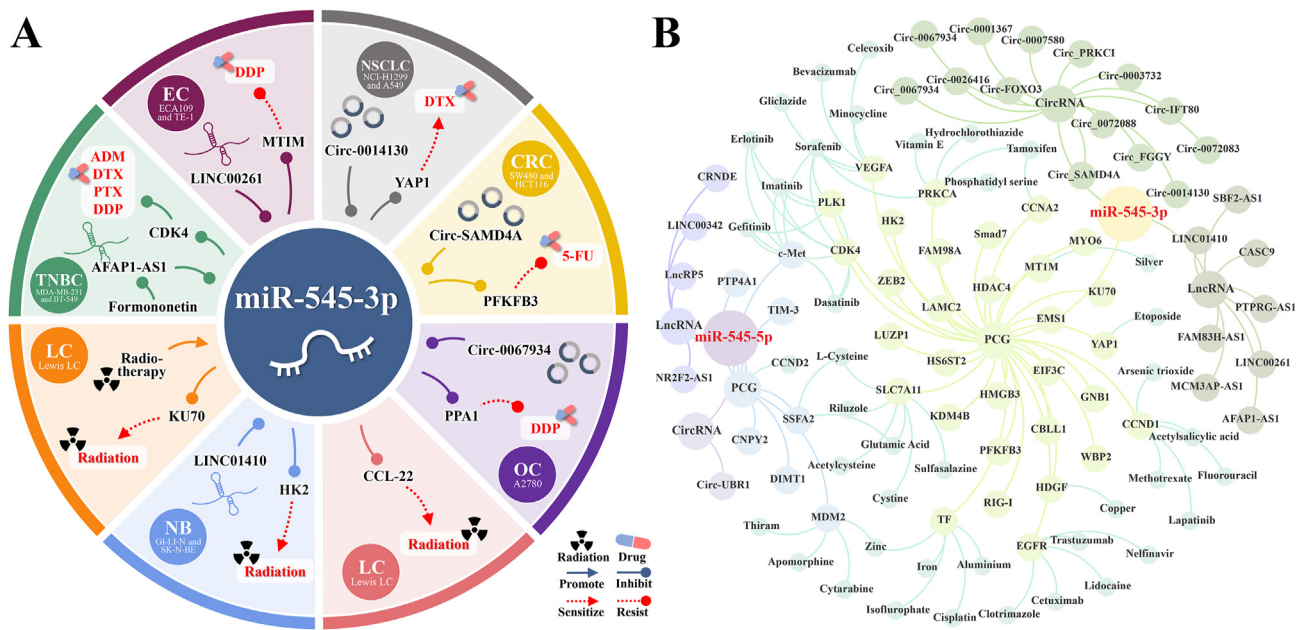 A
EC
ECA109
and TE-1
DDP
MTIM
LINC00261
NSCLC
NCI-H1299
and A549
DTX
Circ-0014130
YAP1
CRC
SW480 and
HCT116
Circ-SAMD4A
5-FU
PFKFB3
ADM
DTX
PTX
DDP
CDK4
AFAP1-AS1
TNBC
MDA-MB-231
and BT-549
Formononetin
miR-545-3p
LC
Lewis LC
Radio-
therapy
KU70
Radiation
Circ-0067934
PPA1
DDP
OC
A2780
LINC01410
HK2
NB
GI-LI-N and
SK-N-BE
Radiation
CCL-22
Radiation
LC
Lewis LC
Radiation
Drug
Promote
Inhibit
Sensitize
Resist
B
Circ-0067934
Circ-0001367
Circ-0007580
Circ_PRKCI
Celecoxib
Circ-0026416
Circ-0003732
Bevacizumab
Circ_0067934
Circ-FOXO3
CircRNA
Circ-IFT80
Gliclazide
Minocycline
Circ_0072088
Circ-0072083
Erlotinib
Sorafenib
Hydrochlorothiazide
Vitamin E
Tamoxifen
Circ_FGGY
CRNDE
VEGFA
Phosphatidyl serine
Circ_SAMD4A
Circ-0014130
Imatinib
PLK1
PRKCA
CCNA2
miR-545-3p
SBF2-AS1
LINC00342
Gefitinib
HK2
Smad7
MYO6
LINC01410
c-Met
CDK4
FAM98A
MT1M
Silver
CASC9
LncRP5
PTP4A1
ZEB2
HDAC4
KU70
LncRNA
Dasatinib
LAMC2
PTPRG-AS1
LncRNA
TIM-3
EMS1
Etoposide
miR-545-5p
LUZP1
PCG
YAP1
FAM83H-AS1
NR2F2-AS1
CCND2
L-Cysteine
HS6ST2
EIF3C
Arsenic trioxide
LINC01261
PCG
SLC7A11
HMGB3
GNB1
MCM3AP-AS1
Riluzole
KDM4B
CCND1
AFAP1-AS1
SSFA2
CBLL1
Acetylsalicylic acid
CircRNA
CNPY2
Glutamic Acid
PFKFB3
WBP2
Acetylcysteine
Sulfasalazine
Methotrexate
Fluorouracil
Circ-UBR1
DIMT1
Cystine
RIG-I
HDGF
Lapatinib
MDM2
TF
Copper
Thiram
Zinc
EGFR
Trastuzumab
Nelfinavir
Apomorphine
Iron
Aluminium
Lidocaine
Cytarabine
Cetuximab
Isoflurophate
Cisplatin
Clotrimazole